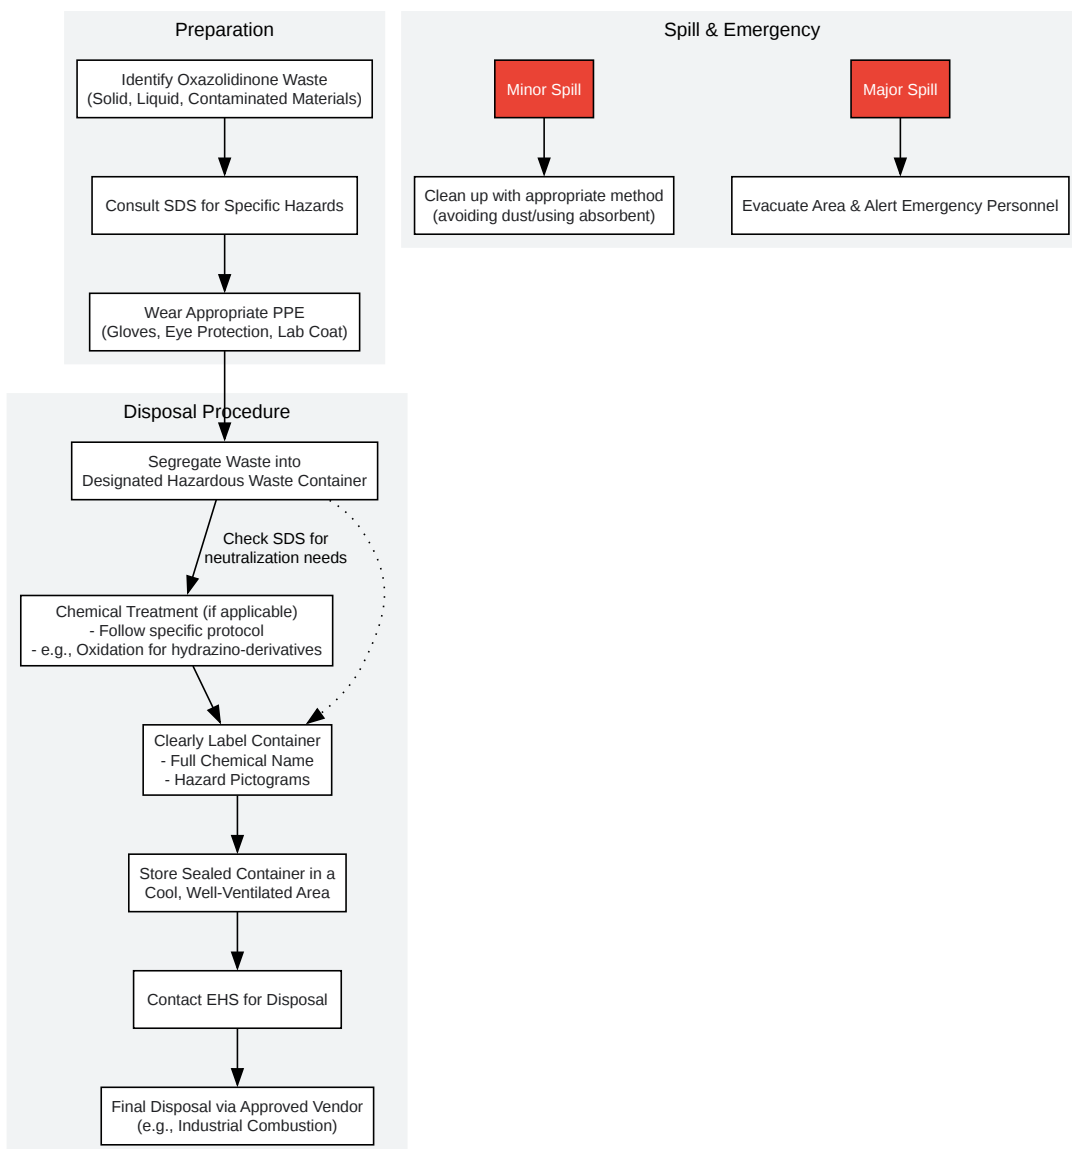 Preparation
Identify Oxazolidinone Waste
(Solid, Liquid, Contaminated Materials)
Consult SDS for Specific Hazards
Wear Appropriate PPE
(Gloves, Eye Protection, Lab Coat)
Spill & Emergency
Minor Spill
Major Spill
Clean up with appropriate method
(avoiding dust/using absorbent)
Evacuate Area & Alert Emergency Personnel
Disposal Procedure
Segregate Waste into
Designated Hazardous Waste Container
Check SDS for
neutralization needs
Chemical Treatment (if applicable)
- Follow specific protocol
- e.g., Oxidation for hydrazino-derivatives
Clearly Label Container
- Full Chemical Name
- Hazard Pictograms
Store Sealed Container in a
Cool, Well-Ventilated Area
Contact EHS for Disposal
Final Disposal via Approved Vendor
(e.g., Industrial Combustion)